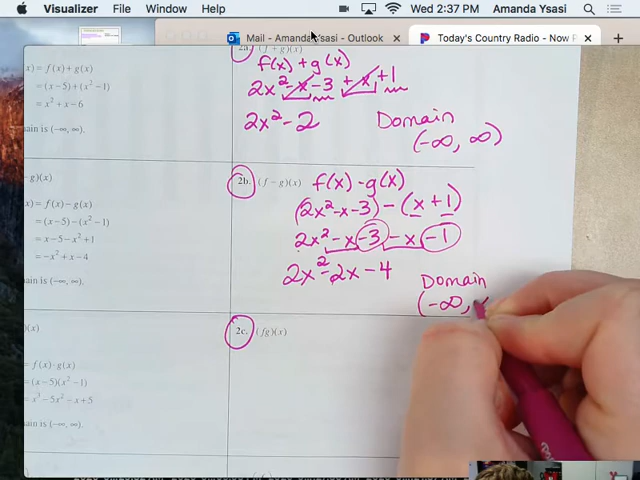 Visualizer File Edit Window Help Wed 2:37 PM Amanda Ysasi
Mail - Amanda Ysasi - Outlook
Today's Country Radio - Now P
x) = f(x)+g(x)
= (x−5)+(x²−1)
= x²+x−6
ain is (−∞, ∞).
−g)(x)
= f(x)−g(x)
= (x−5)−(x²−1)
= x−5−x²+1
= −x²+x−4
ain is (−∞, ∞).
)(x)
= f(x)·g(x)
= (x−5)(x²−1)
= x³−5x²−x+5
ain is (−∞, ∞).
2a. (f+g)(x)
f(x)+g(x)
2x²-x-3 +x+1
2x²-2
Domain
(-∞, ∞)
2b. (f−g)(x) f(x)-g(x)
(2x²-x-3)-(x+1)
2x²-x-3-x-1
2x²-2x-4
Domain
(-∞,
2c. (fg)(x)